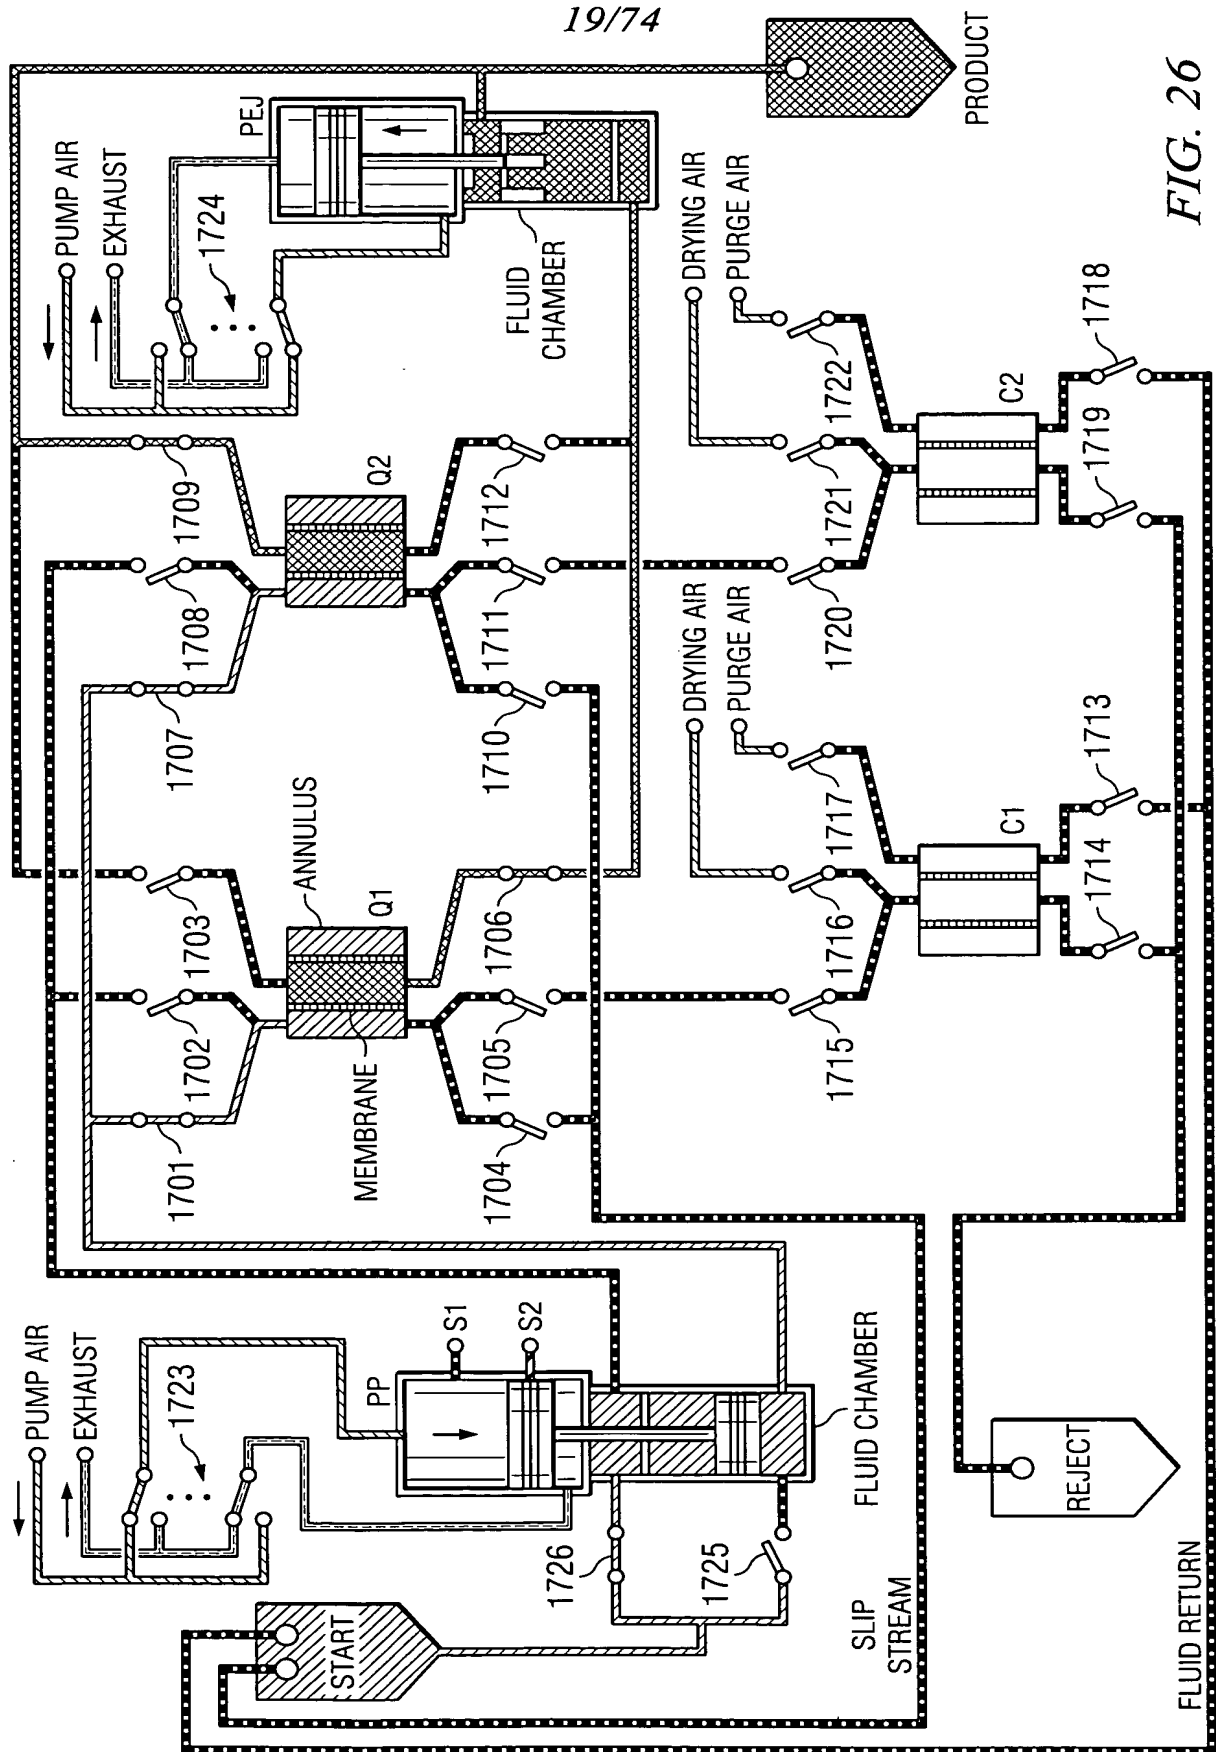 19/74
PUMP AIR
EXHAUST
1723
START
PP
S1
S2
1726
1725
FLUID CHAMBER
SLIP
STREAM
REJECT
FLUID RETURN
1701
1702
1703
MEMBRANE
ANNULUS
Q1
1704
1705
1706
1707
1708
1709
Q2
1710
1711
1712
PUMP AIR
EXHAUST
1724
PEJ
FLUID
CHAMBER
PRODUCT
DRYING AIR
PURGE AIR
1715
1716
1717
C1
1714
1713
DRYING AIR
PURGE AIR
1720
1721
1722
C2
1719
1718
FIG. 26